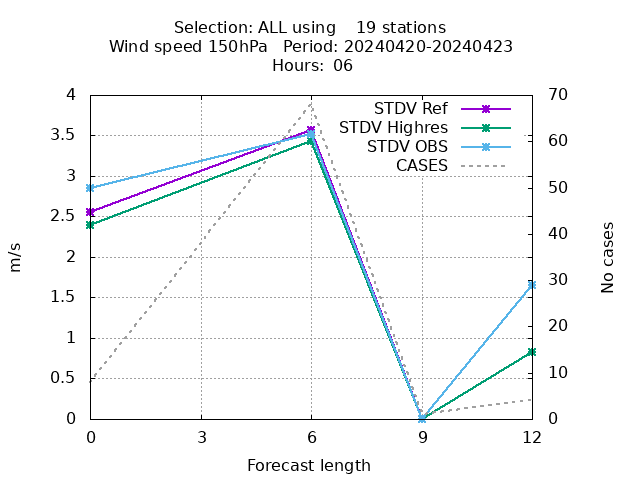 Selection: ALL using    19 stations
Wind speed 150hPa   Period: 20240420-20240423
Hours:  06
STDV Ref
STDV Highres
STDV OBS
CASES
4
3.5
3
2.5
2
1.5
1
0.5
0
70
60
50
40
30
20
10
0
m/s
No cases
0 3 6 9 12
Forecast length